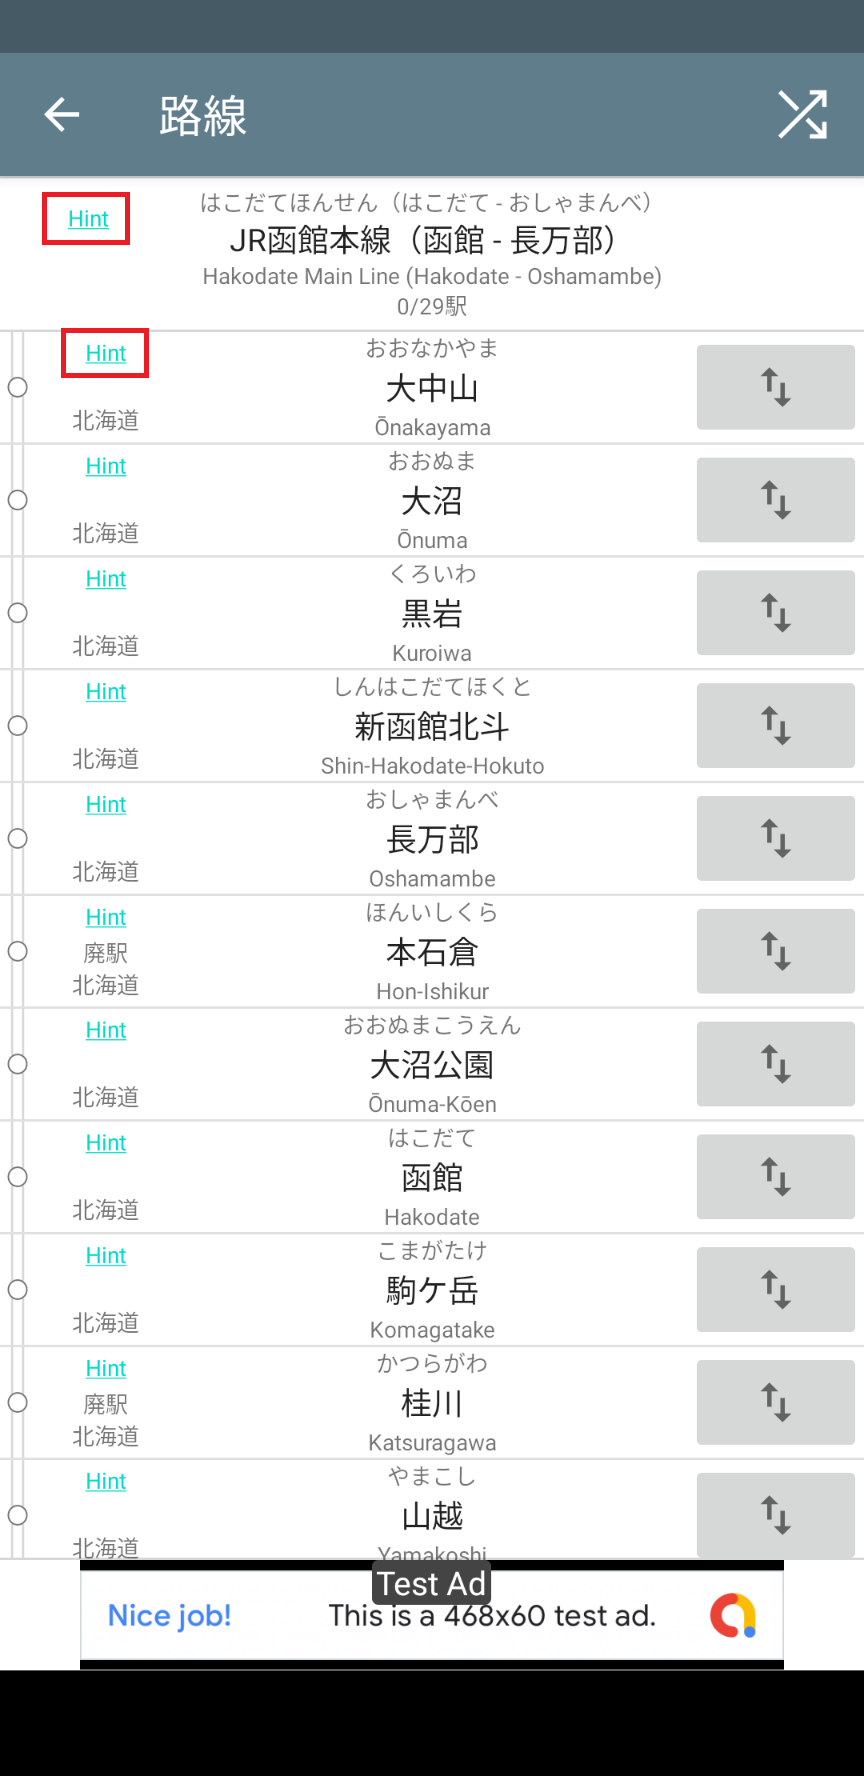 路線
Hint
はこだてほんせん（はこだて - おしゃまんべ）
JR函館本線（函館 - 長万部）
Hakodate Main Line (Hakodate - Oshamambe)
0/29駅
Hint
おおなかやま
大中山
北海道
Ōnakayama
Hint
おおぬま
大沼
北海道
Ōnuma
Hint
くろいわ
黒岩
北海道
Kuroiwa
Hint
しんはこだてほくと
新函館北斗
北海道
Shin-Hakodate-Hokuto
Hint
おしゃまんべ
長万部
北海道
Oshamambe
Hint
ほんいしくら
廃駅
本石倉
北海道
Hon-Ishikur
Hint
おおぬまこうえん
大沼公園
北海道
Ōnuma-Kōen
Hint
はこだて
函館
北海道
Hakodate
Hint
こまがたけ
駒ケ岳
北海道
Komagatake
Hint
かつらがわ
廃駅
桂川
北海道
Katsuragawa
Hint
やまこし
山越
北海道
Yamakoshi
Test Ad
Nice job!
This is a 468x60 test ad.